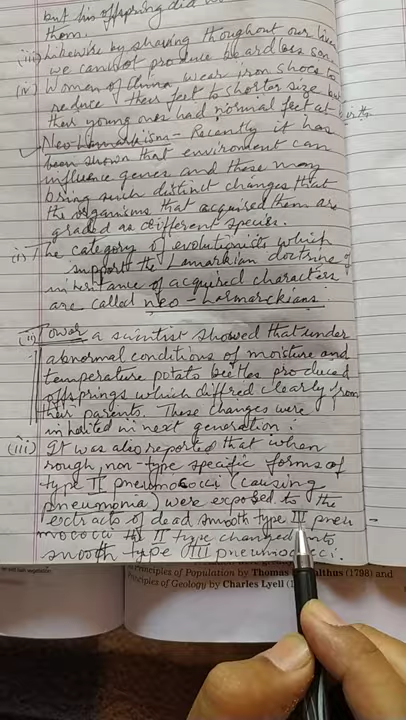 but his offspring did
them.
(iii) Likewise by shaving thoughout our lives
we cannot produce beardless son.
(iv) Women of China wear iron shoes to
reduce their feet to shorter size but
their young ones had normal feet at birth
Neo Lamarkism - Recently it has
been shown that enviroment can
influence genes and these may
bring such distinct changes that
the organisms that acquired them are
graded as different species.
(i) The category of evolutionists which
support the Lamarkian doctrine of
inheritance of acquired characters
are called neo - Larmarckians.
(ii) Towar a scientist showed that under
abnormal conditions of moisture and
temperature potato beetles produced
offsprings which diffred clearly from
their parents. These changes were
inherited in next generation.
(iii) It was also reported that when
rough, non-type specific forms of
type II pneumococci (causing
pneumonia) were exposed to the
extracts of dead smooth type III pneu -
mococci II type changed into
smooth type III pneumococci.
Principles of Population by Thomas Malthus (1798) and
Principles of Geology by Charles Lyell